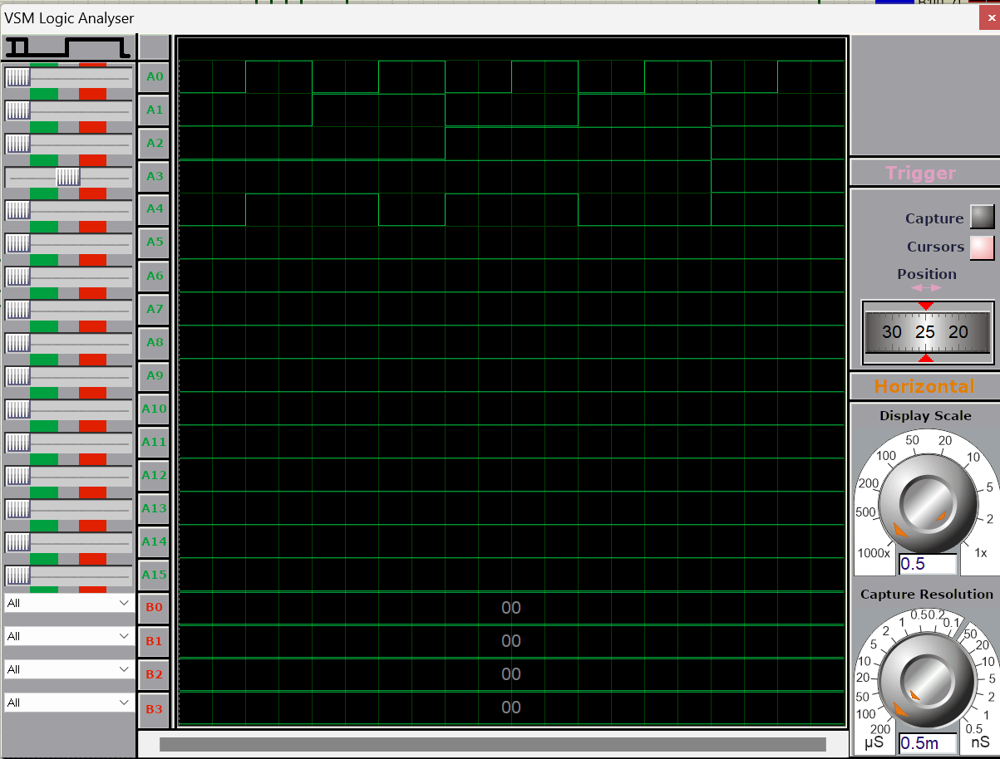 VSM Logic Analyser
×
A0
A1
A2
A3
A4
A5
A6
A7
A8
A9
A10
A11
A12
A13
A14
A15
All
B0
00
All
B1
00
All
B2
00
All
B3
00
Trigger
Capture
Cursors
Position
30 25 20
Horizontal
Display Scale
1000x 500 200 100 50 20 10 5 2 1x
0.5
Capture Resolution
200 100 50 20 10 5 2 1 0.5 0.2 0.1 50 20 10 5 2 1 0.5
µS
0.5m
nS